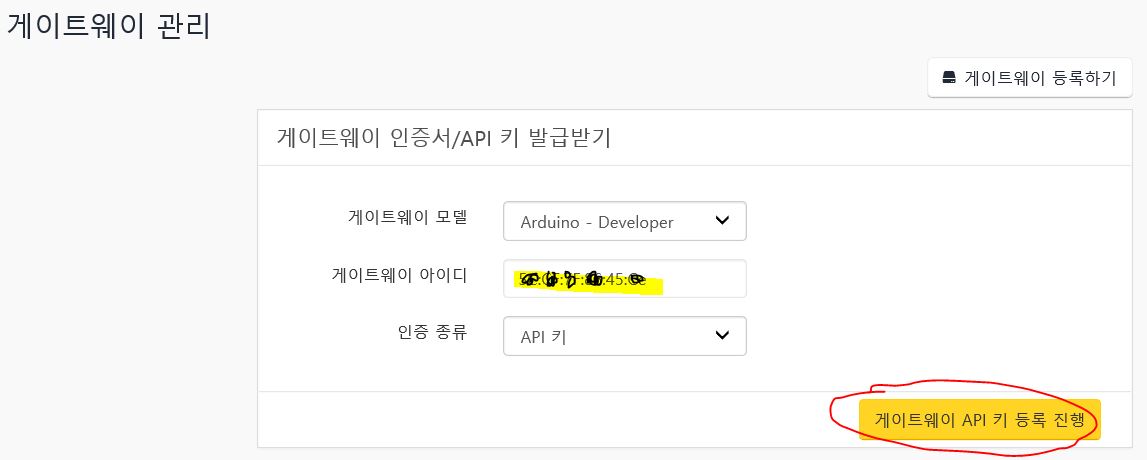 게이트웨이 관리
게이트웨이 등록하기
게이트웨이 인증서/API 키 발급받기
게이트웨이 모델
Arduino - Developer
게이트웨이 아이디
인증 종류
API 키
게이트웨이 API 키 등록 진행